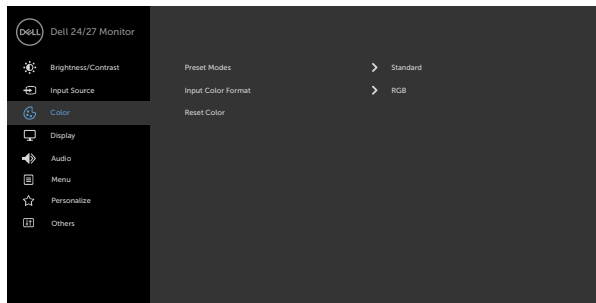 DELL Dell 24/27 Monitor
Brightness/Contrast Preset Modes Standard
Input Source Input Color Format RGB
Color Reset Color
Display
Audio
Menu
Personalize
Others